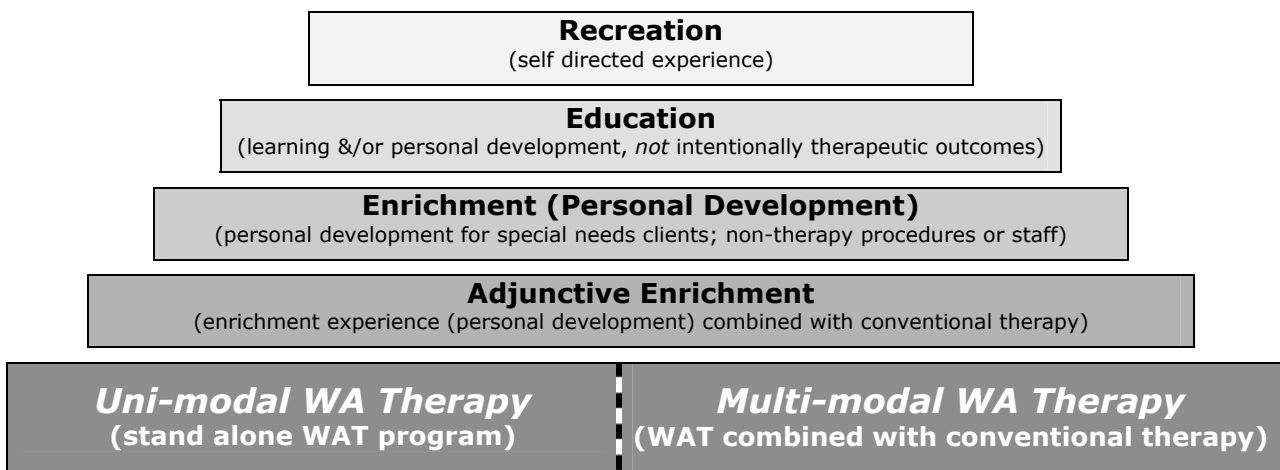 Recreation
(self directed experience)
Education
(learning &/or personal development, not intentionally therapeutic outcomes)
Enrichment (Personal Development)
(personal development for special needs clients; non-therapy procedures or staff)
Adjunctive Enrichment
(enrichment experience (personal development) combined with conventional therapy)
Uni-modal WA Therapy
(stand alone WAT program)
Multi-modal WA Therapy
(WAT combined with conventional therapy)